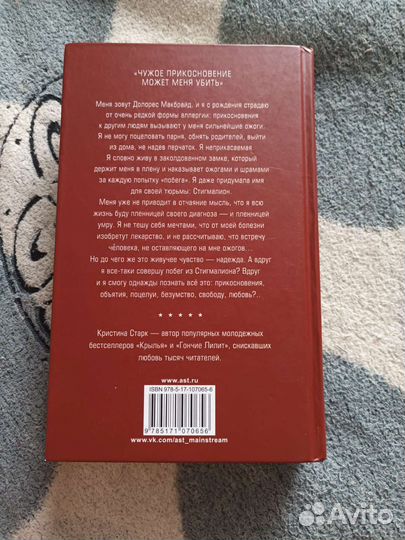 «ЧУЖОЕ ПРИКОСНОВЕНИЕ
МОЖЕТ МЕНЯ УБИТЬ»
Меня зовут Долорес Макбрайд, и я с рождения страдаю
от очень редкой формы аллергии: прикосновения
к другим людям вызывают у меня сильнейшие ожоги.
Я не могу поцеловать парня, обнять родителей, выйти
из дома, не надев перчаток. Я неприкасаемая.
Я словно живу в заколдованном замке, который
держит меня в плену и наказывает ожогами и шрамами
за каждую попытку «побега». Я даже придумала имя
для своей тюрьмы: Стигмалион.
Меня уже не приводит в отчаяние мысль, что я всю
жизнь буду пленницей своего диагноза — и пленницей
умру. Я не тешу себя мечтами, что от моей болезни
изобретут лекарство, и не рассчитываю, что встречу
человека, не оставляющего на мне ожогов...
Но до чего же это живучее чувство — надежда. А вдруг
я все-таки совершу побег из Стигмалиона? Вдруг
и я смогу однажды познать всё это: прикосновения,
объятия, поцелуи, безумство, свободу, любовь?..
★ ★ ★ ★ ★
Кристина Старк — автор популярных молодежных
бестселлеров «Крылья» и «Гончие Лилит», снискавших
любовь тысяч читателей.
www.ast.ru
ISBN 978-5-17-107065-6
9 785171 070656
www.vk.com/ast_mainstream
Avito